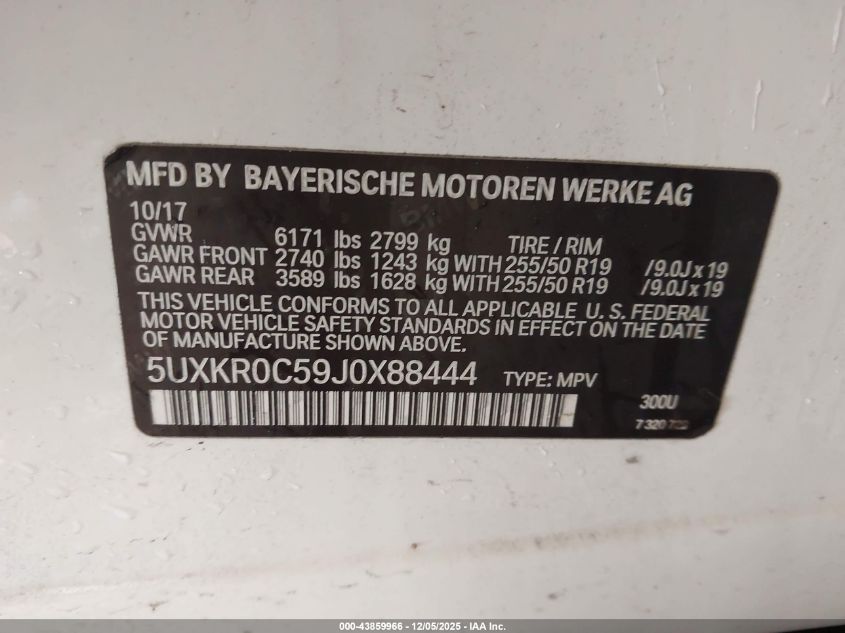 MFD BY BAYERISCHE MOTOREN WERKE AG
10/17
GVWR 6171 lbs 2799 kg TIRE / RIM
GAWR FRONT 2740 lbs 1243 kg WITH 255/50 R19 /9.0J x 19
GAWR REAR 3589 lbs 1628 kg WITH 255/50 R19 /9.0J x 19
THIS VEHICLE CONFORMS TO ALL APPLICABLE U. S. FEDERAL
MOTOR VEHICLE SAFETY STANDARDS IN EFFECT ON THE DATE
OF MANUFACTURE SHOWN ABOVE.
5UXKR0C59J0X88444 TYPE: MPV
300U
7 320
000-43859966 - 12/05/2025 - IAA Inc.